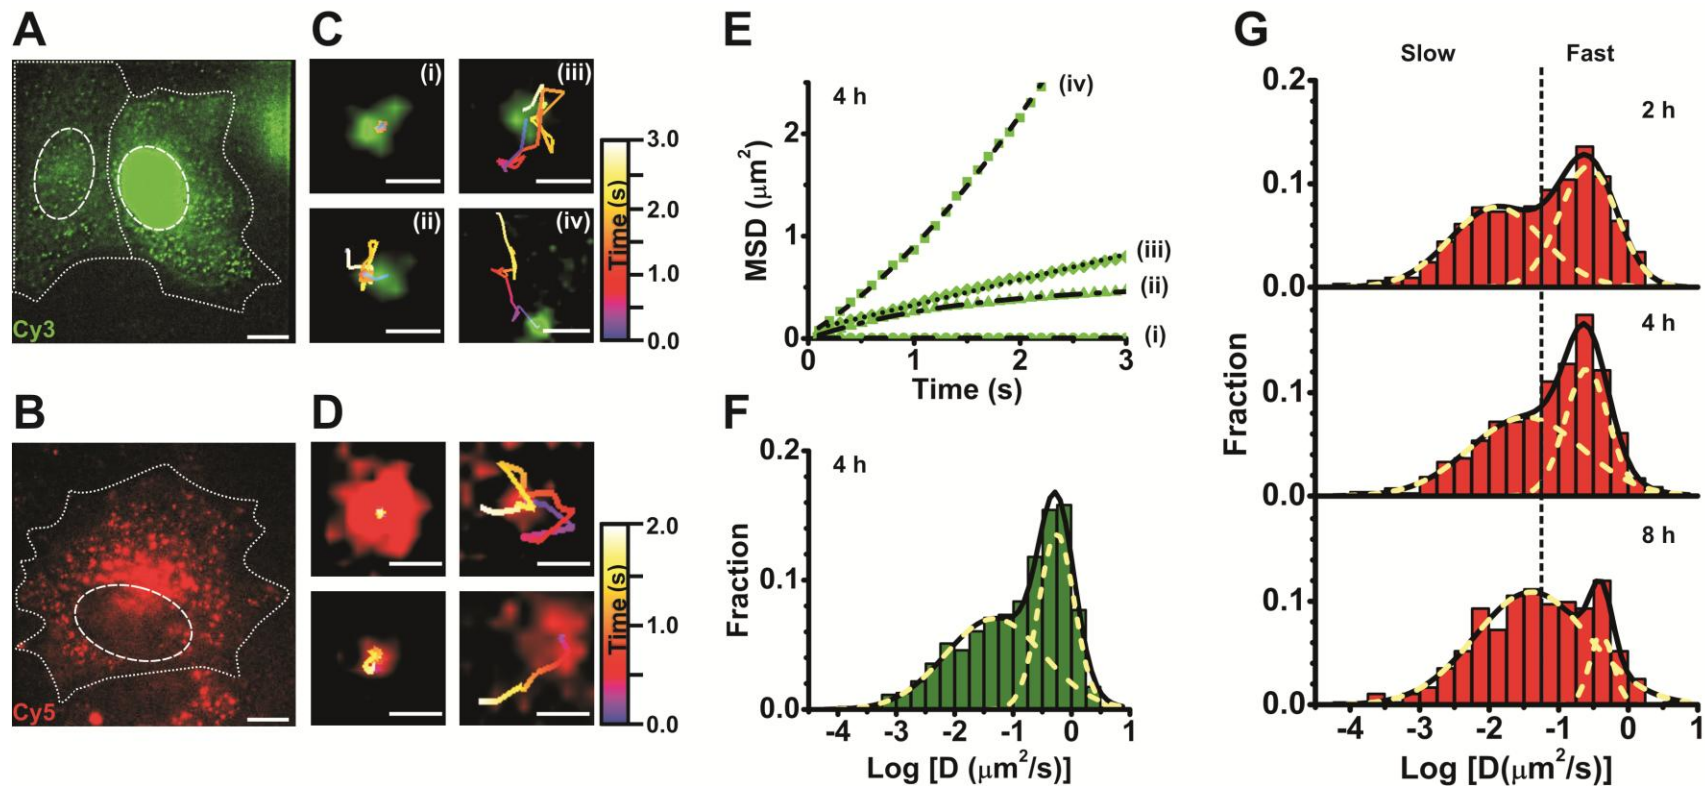 A
Cy3
B
Cy5
C
(i)
(iii)
(ii)
(iv)
3.0
2.0
1.0
0.0
Time (s)
D
2.0
1.0
0.0
Time (s)
E
4 h
(iv)
(iii)
(ii)
(i)
2
1
0
MSD (μm²)
0
1
2
3
Time (s)
F
4 h
0.2
0.1
0.0
Fraction
-4
-3
-2
-1
0
1
Log [D (μm²/s)]
G
Slow
Fast
0.2
2 h
0.1
0.0
4 h
0.1
0.0
8 h
0.1
0.0
Fraction
-4
-3
-2
-1
0
1
Log [D(μm²/s)]